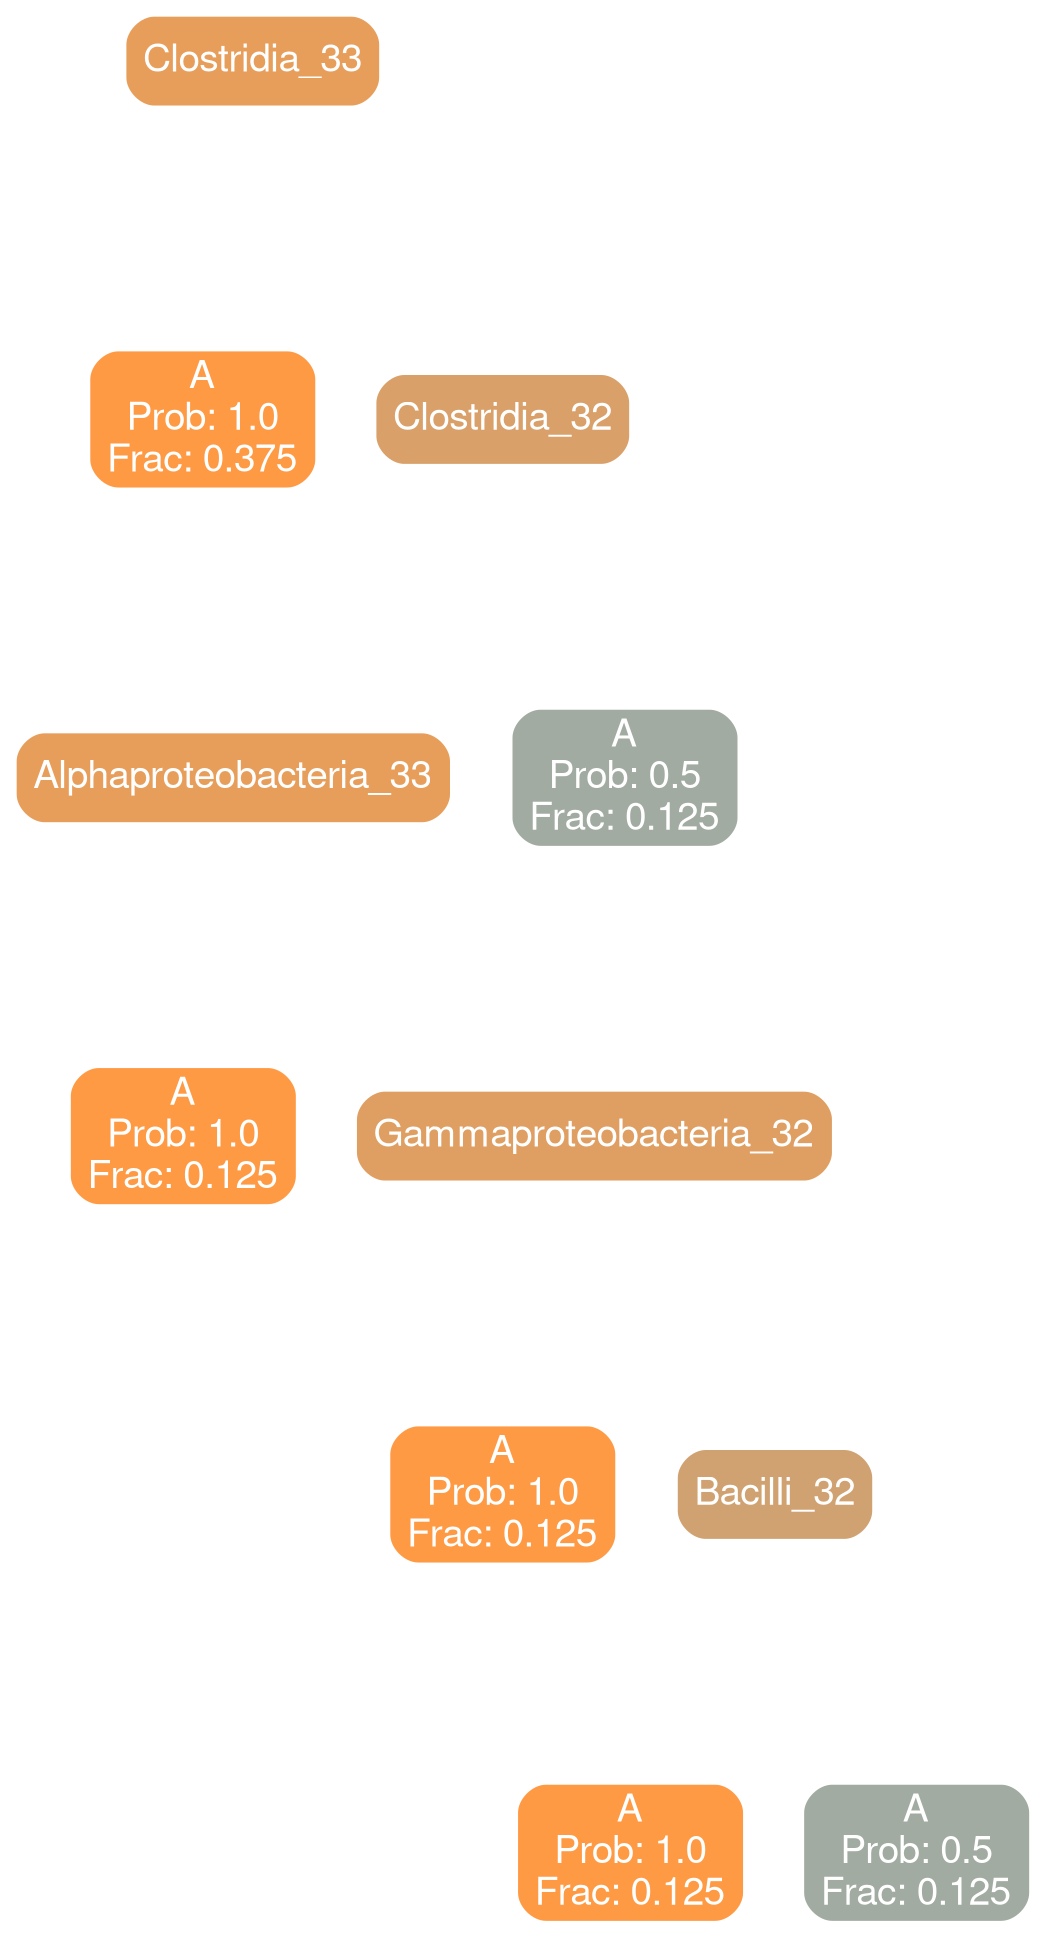 Clostridia_33
A
Prob: 1.0
Frac: 0.375
Clostridia_32
Alphaproteobacteria_33
A
Prob: 0.5
Frac: 0.125
A
Prob: 1.0
Frac: 0.125
Gammaproteobacteria_32
A
Prob: 1.0
Frac: 0.125
Bacilli_32
A
Prob: 1.0
Frac: 0.125
A
Prob: 0.5
Frac: 0.125